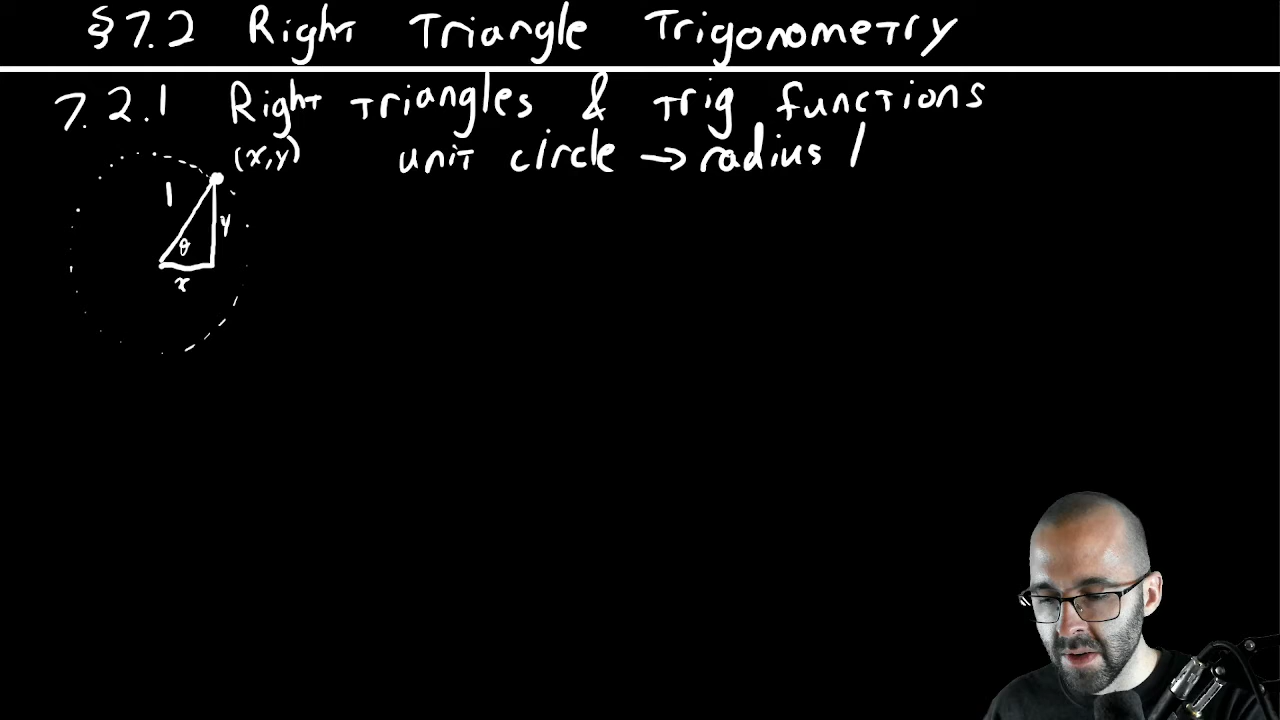 §7.2 Right Triangle Trigonometry
7.2.1 Right triangles & trig functions
(x,y) unit circle → radius 1
1
y
θ
x